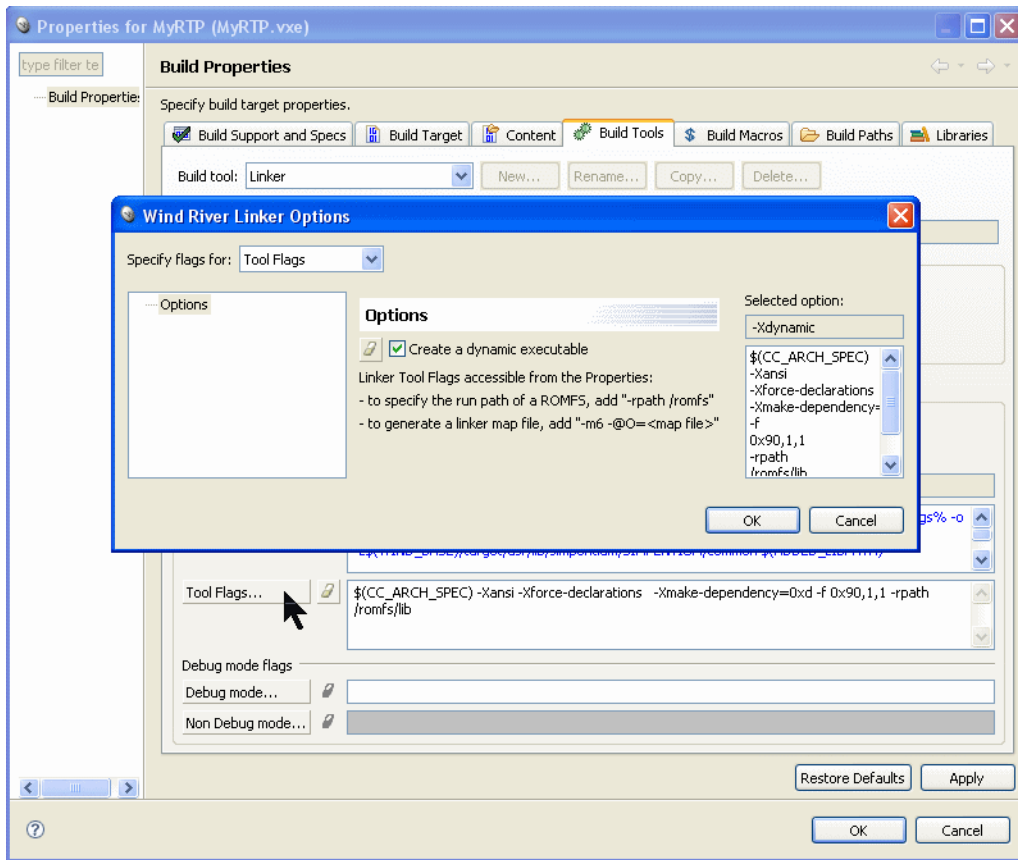 Properties for MyRTP (MyRTP.vxe)
type filter te
Build Properties
Build Propertie
Specify build target properties.
Build Support and Specs
Build Target
Content
Build Tools
Build Macros
Build Paths
Libraries
Build tool: Linker
New...
Rename...
Copy...
Delete...
Wind River Linker Options
Specify flags for: Tool Flags
Options
Options
Create a dynamic executable
Linker Tool Flags accessible from the Properties:
- to specify the run path of a ROMFS, add "-rpath /romfs"
- to generate a linker map file, add "-m6 -@O=<map file>"
Selected option:
-Xdynamic
$(CC_ARCH_SPEC)
-Xansi
-Xforce-declarations
-Xmake-dependency=
-f
0x90,1,1
-rpath
/romfs/lib
OK
Cancel
gs% -o
Tool Flags...
$(CC_ARCH_SPEC) -Xansi -Xforce-declarations -Xmake-dependency=0xd -f 0x90,1,1 -rpath
/romfs/lib
Debug mode flags
Debug mode...
Non Debug mode...
Restore Defaults
Apply
OK
Cancel